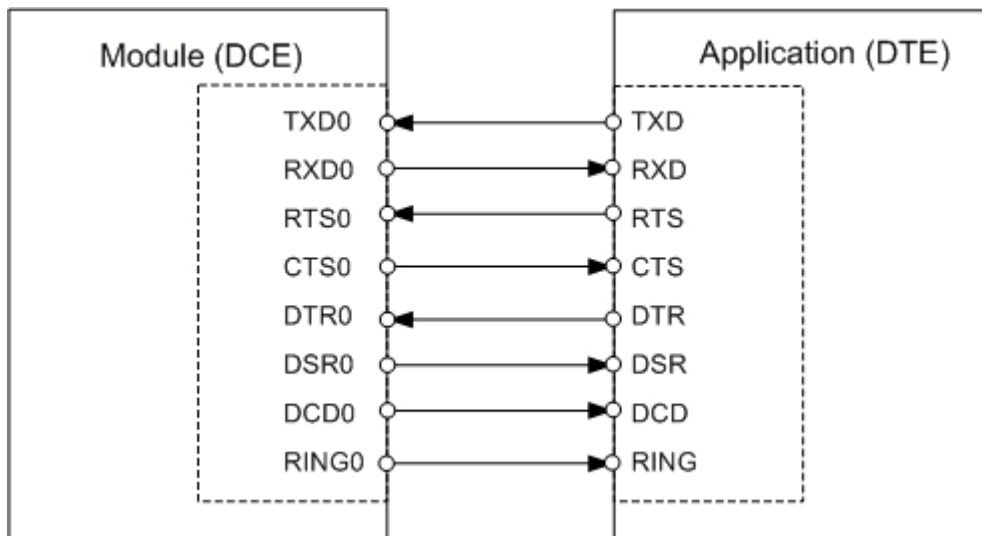 Module (DCE)
Application (DTE)
TXD0
TXD
RXD0
RXD
RTS0
RTS
CTS0
CTS
DTR0
DTR
DSR0
DSR
DCD0
DCD
RING0
RING